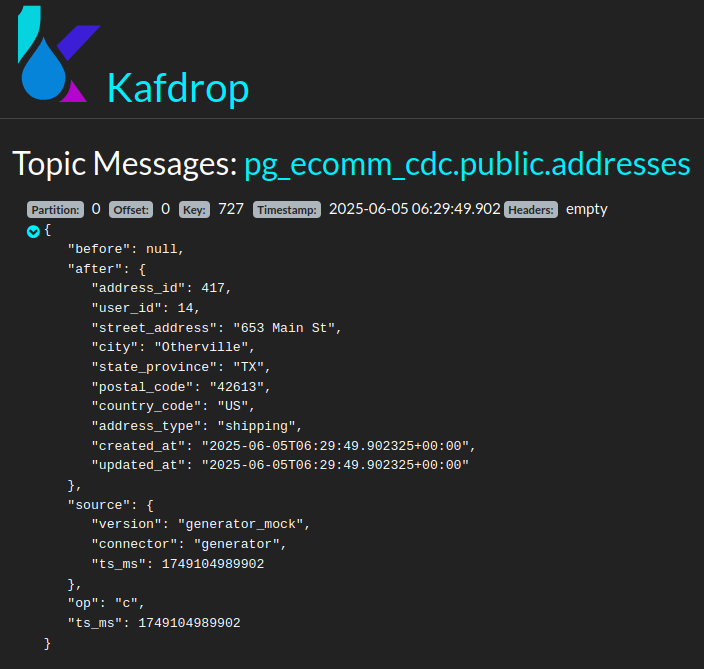 Kafdrop
Topic Messages: pg_ecomm_cdc.public.addresses
Partition: 0 Offset: 0 Key: 727 Timestamp: 2025-06-05 06:29:49.902 Headers: empty
{
   "before": null,
   "after": {
      "address_id": 417,
      "user_id": 14,
      "street_address": "653 Main St",
      "city": "Otherville",
      "state_province": "TX",
      "postal_code": "42613",
      "country_code": "US",
      "address_type": "shipping",
      "created_at": "2025-06-05T06:29:49.902325+00:00",
      "updated_at": "2025-06-05T06:29:49.902325+00:00"
   },
   "source": {
      "version": "generator_mock",
      "connector": "generator",
      "ts_ms": 1749104989902
   },
   "op": "c",
   "ts_ms": 1749104989902
}